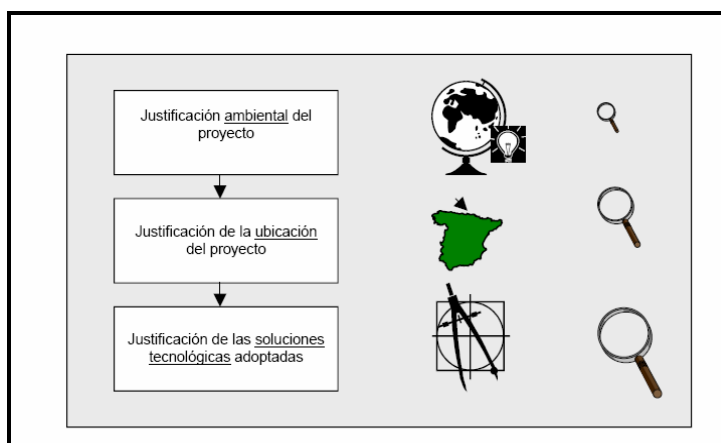 Justificación ambiental del
proyecto
Justificación de la ubicación
del proyecto
Justificación de las soluciones
tecnológicas adoptadas